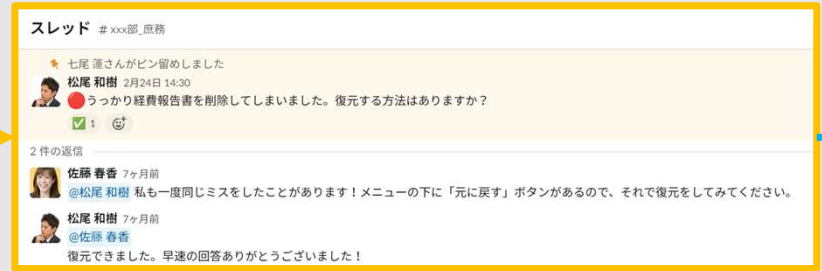 スレッド # xxx部_庶務
七尾 蓮さんがピン留めしました
松尾 和樹 2月24日 14:30
うっかり経費報告書を削除してしまいました。復元する方法はありますか？
1
2 件の返信
佐藤 春香 7ヶ月前
@松尾 和樹 私も一度同じミスをしたことがあります！メニューの下に「元に戻す」ボタンがあるので、それで復元をしてみてください。
松尾 和樹 7ヶ月前
@佐藤 春香
復元できました。早速の回答ありがとうございました！